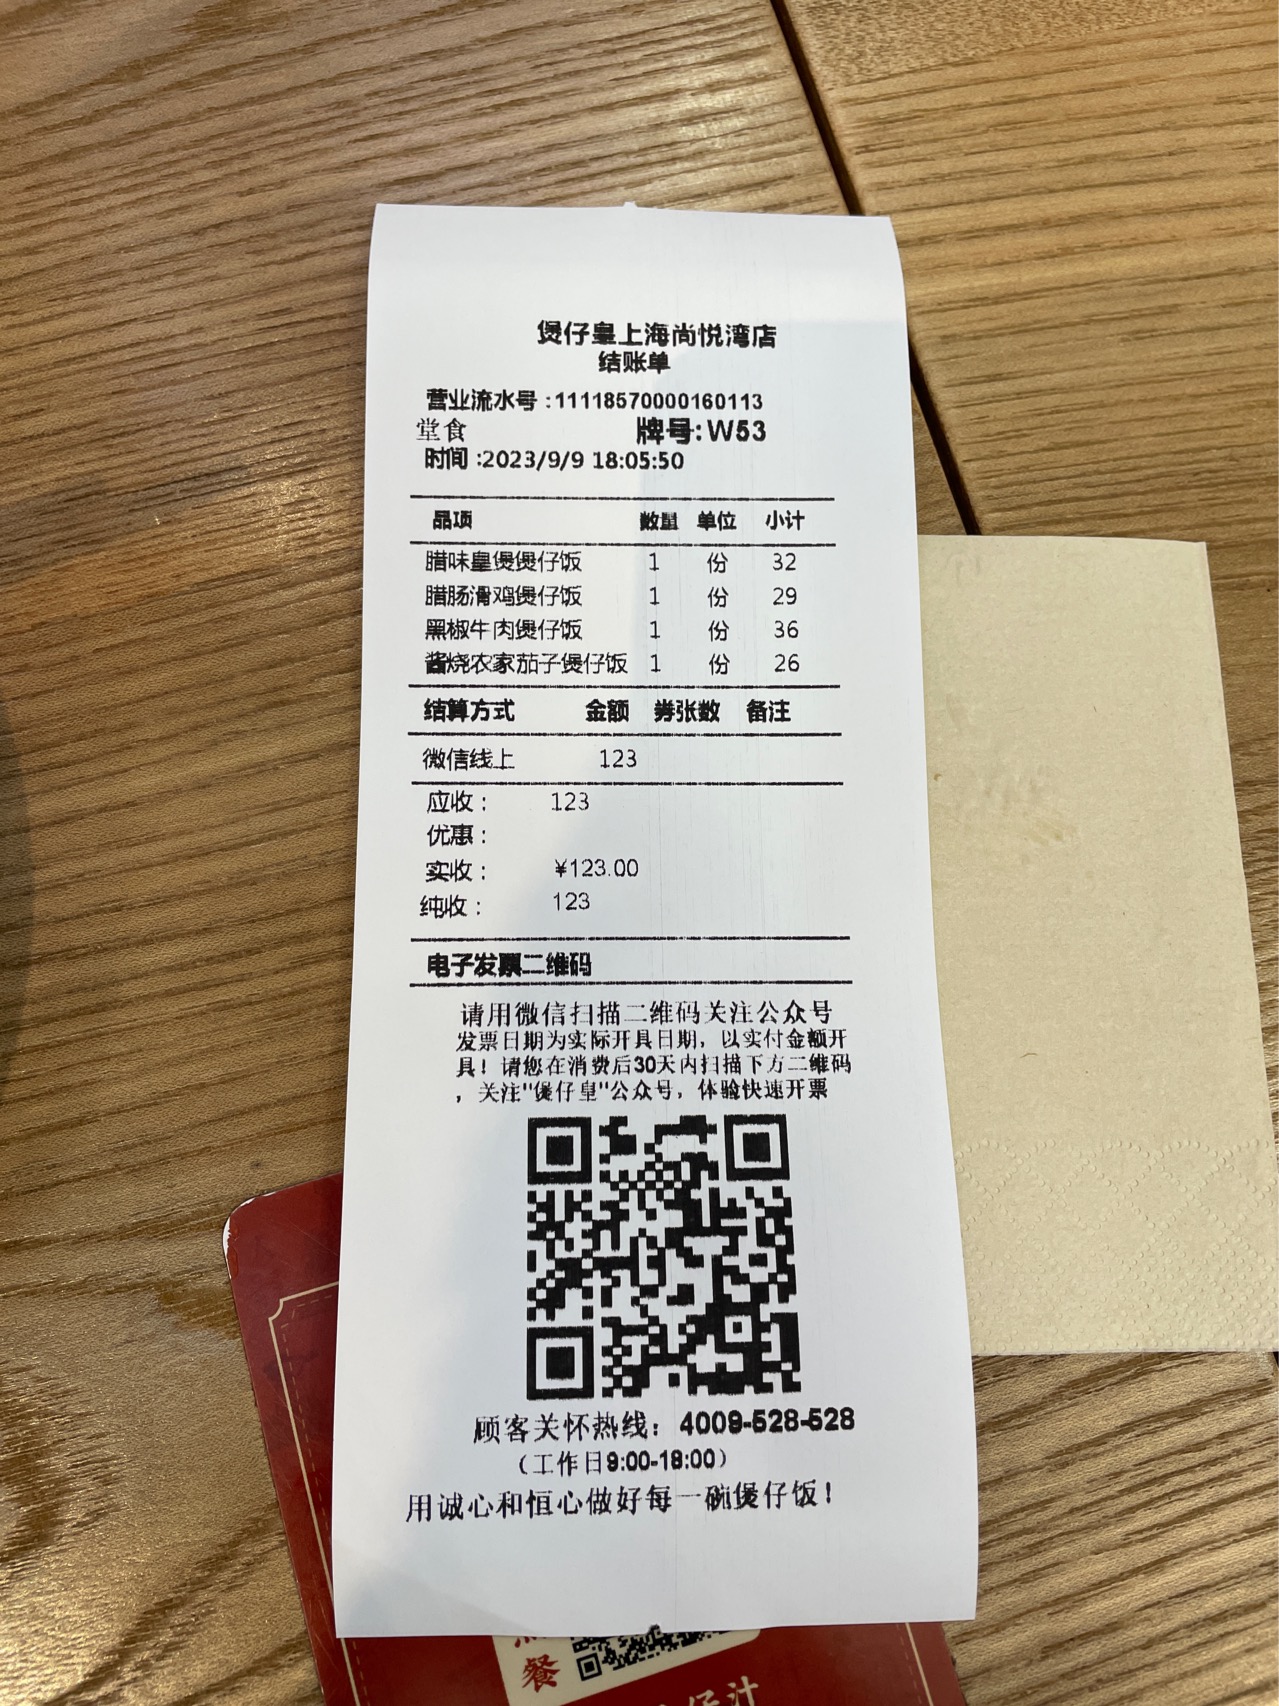 煲仔皇上海尚悦湾店
结账单
营业流水号:11118570000160113
堂食 牌号:W53
时间:2023/9/9 18:05:50
品项 数量 单位 小计
腊味皇煲煲仔饭 1 份 32
腊肠滑鸡煲仔饭 1 份 29
黑椒牛肉煲仔饭 1 份 36
酱烧农家茄子煲仔饭 1 份 26
结算方式 金额 券张数 备注
微信线上 123
应收: 123
优惠:
实收: ¥123.00
纯收: 123
电子发票二维码
请用微信扫描二维码关注公众号
发票日期为实际开具日期，以实付金额开
具！请您在消费后30天内扫描下方二维码
，关注"煲仔皇"公众号，体验快速开票
顾客关怀热线：4009-528-528
（工作日9:00-18:00）
用诚心和恒心做好每一碗煲仔饭！
餐
仔汁